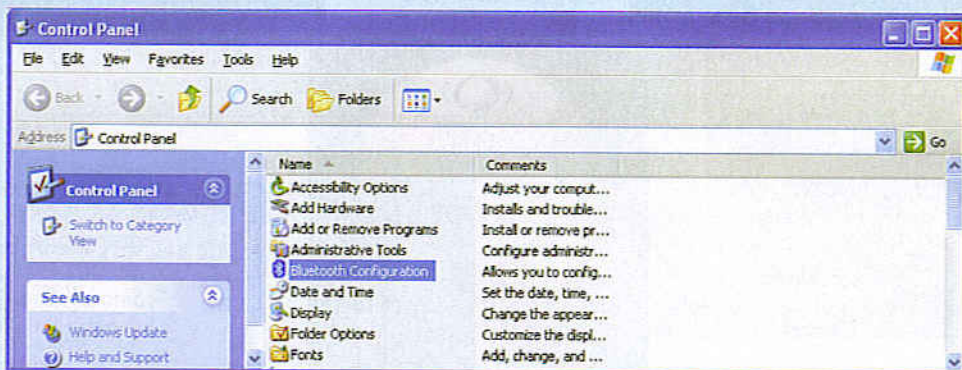 Control Panel
File Edit View Favorites Tools Help
Back Search Folders
Address Control Panel Go
Control Panel
Switch to Category
View
See Also
Windows Update
Help and Support
Name Comments
Accessibility Options Adjust your comput...
Add Hardware Installs and trouble...
Add or Remove Programs Install or remove pr...
Administrative Tools Configure administr...
Bluetooth Configuration Allows you to config...
Date and Time Set the date, time, ...
Display Change the appear...
Folder Options Customize the displ...
Fonts Add, change, and ...